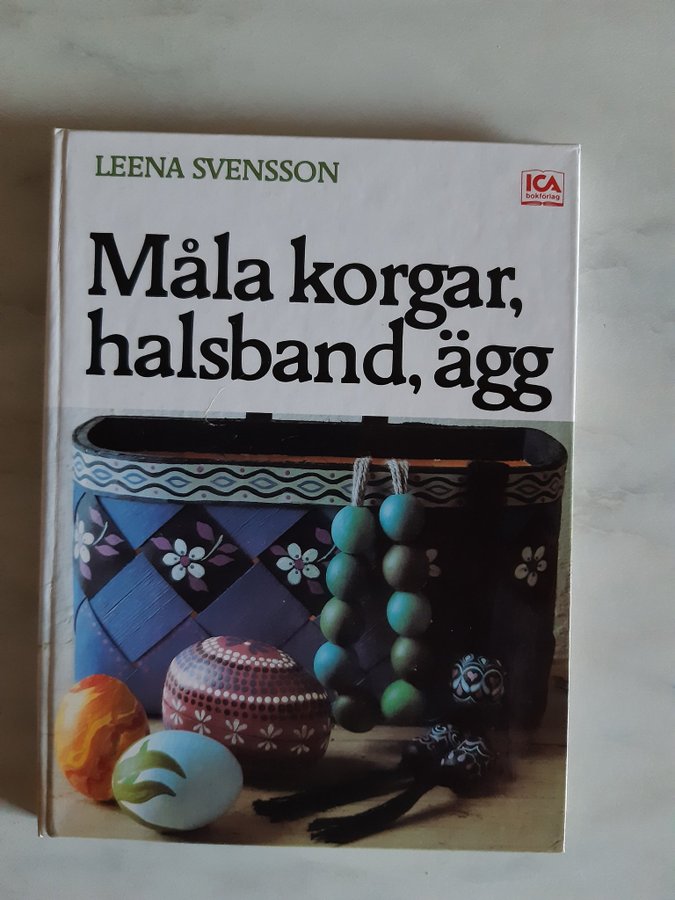 LEENA SVENSSON
ICA
bokförlag
Måla korgar,
halsband, ägg